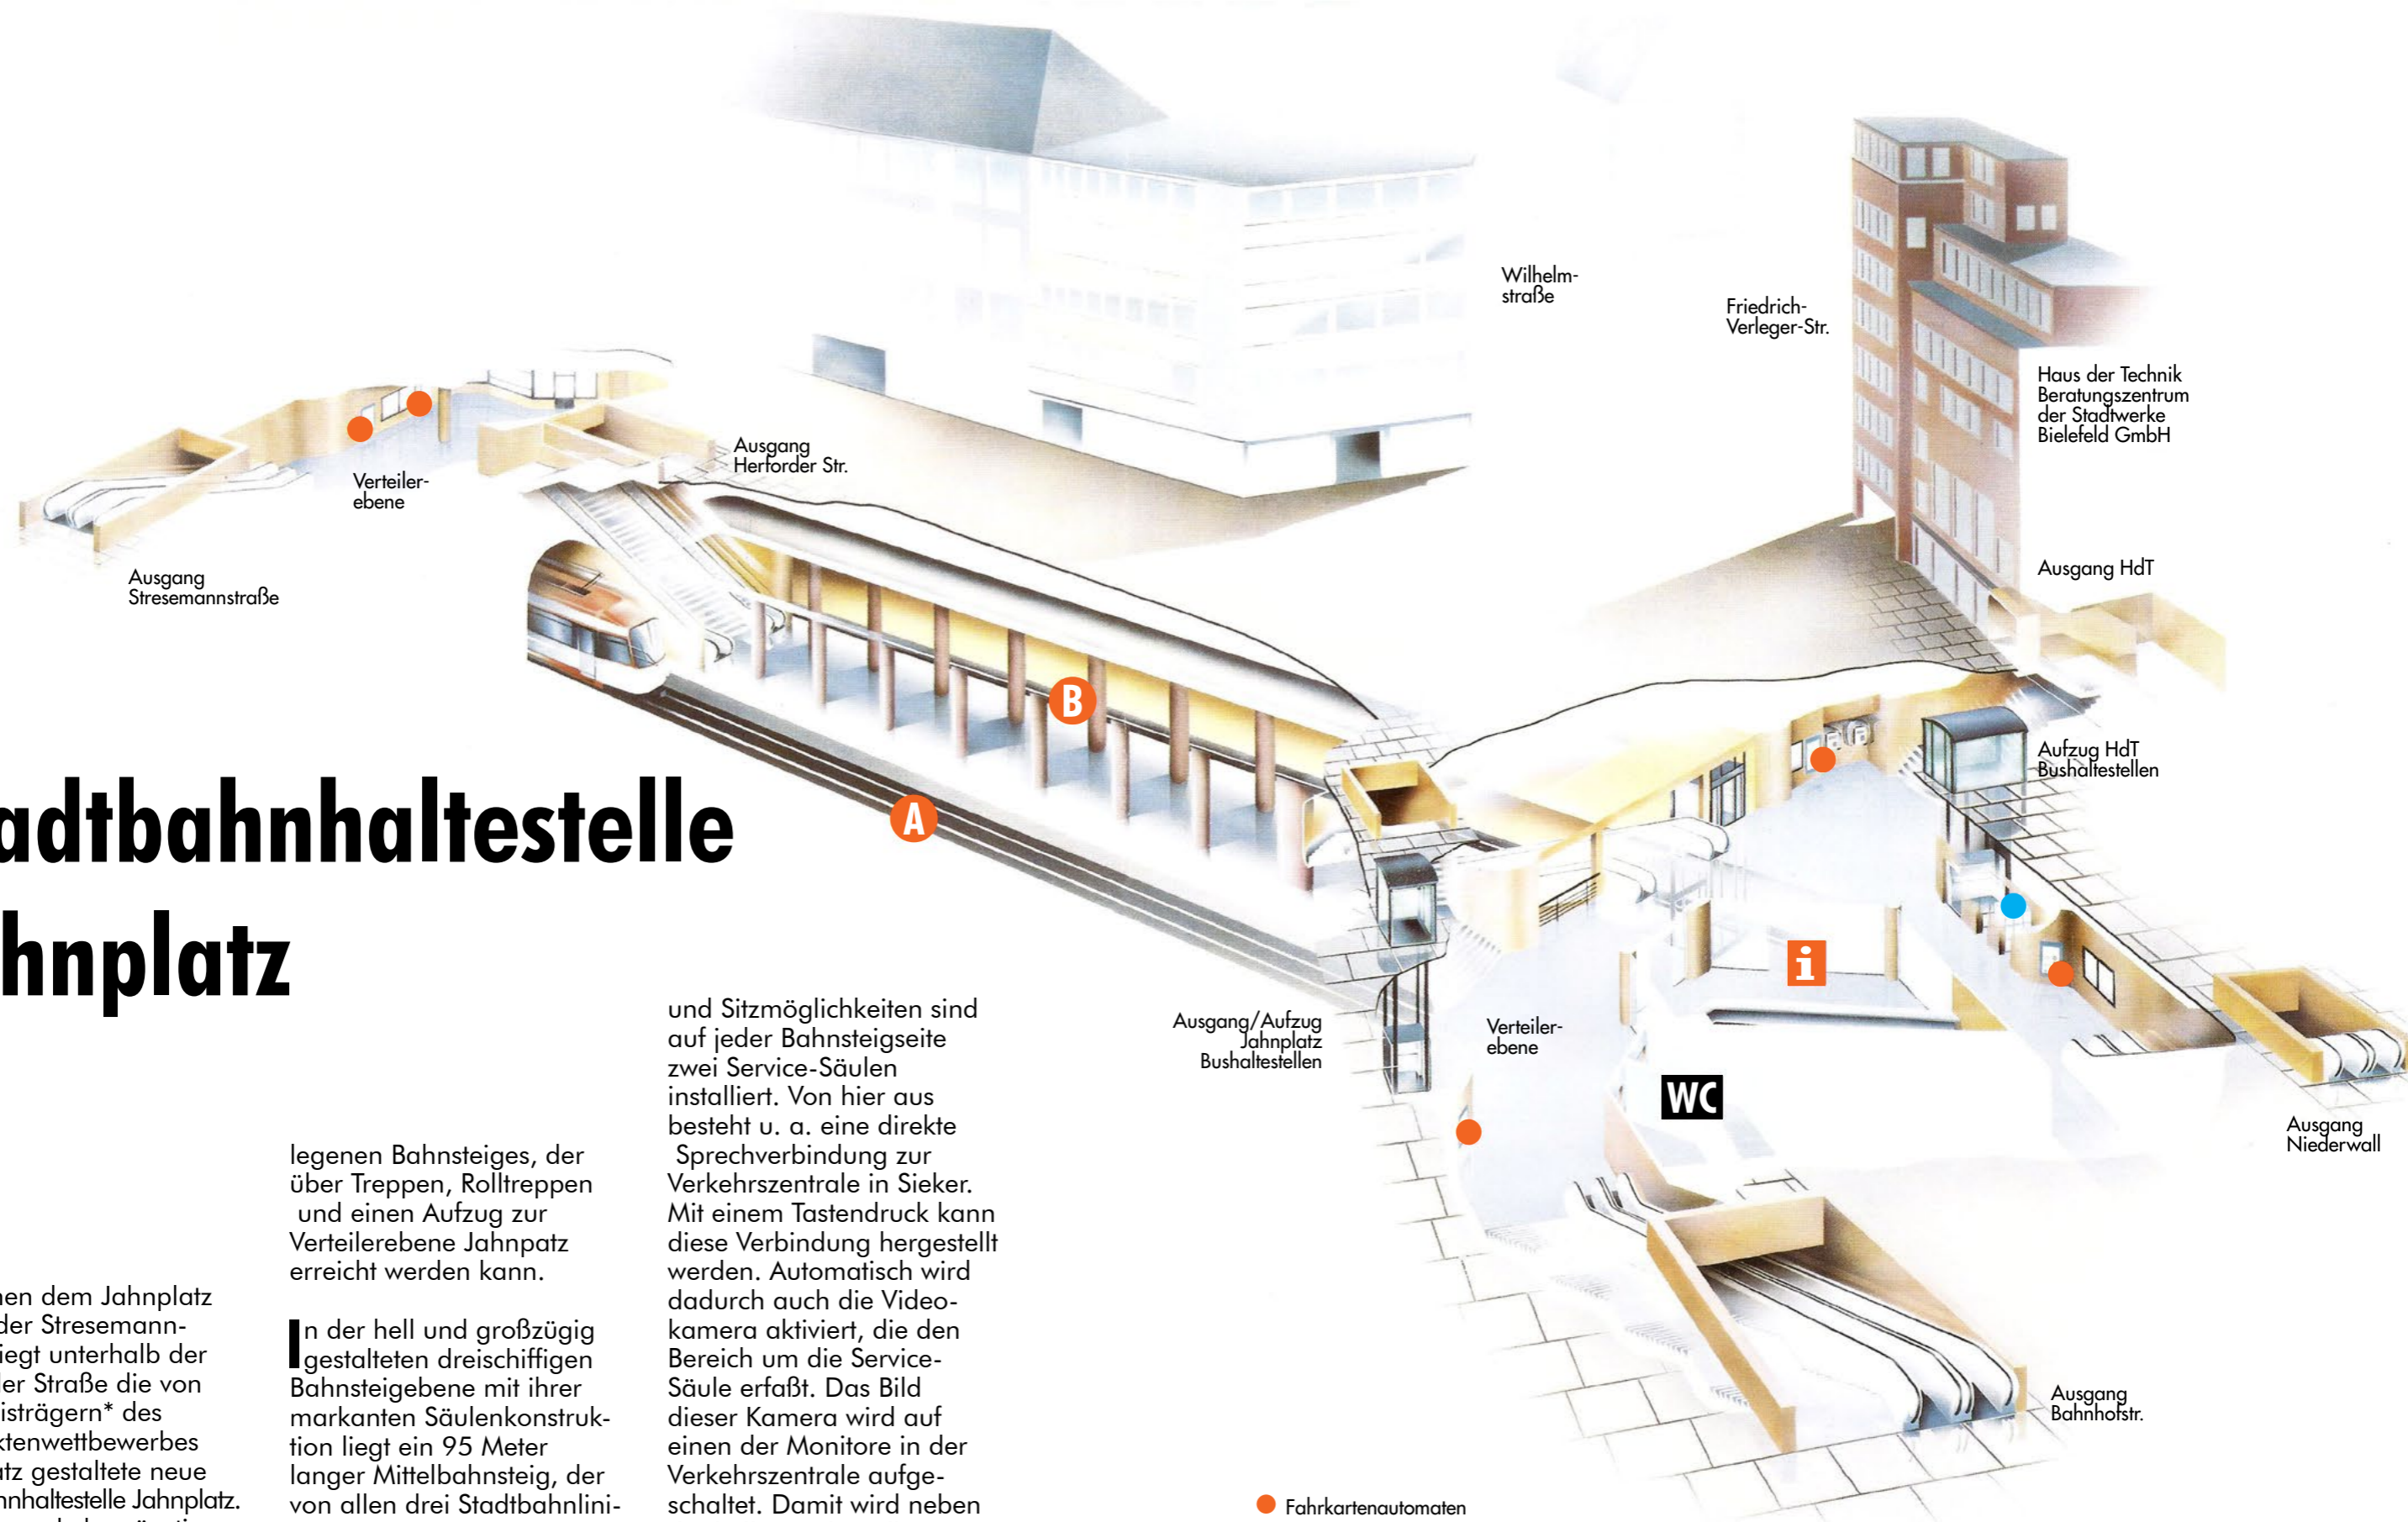 Wilhelm-
straße
Friedrich-
Verleger-Str.
Haus der Technik
Beratungszentrum
der Stadtwerke
Bielefeld GmbH
Ausgang
Herforder Str.
Verteiler-
ebene
Ausgang
Stresemannstraße
Ausgang HdT
B
Aufzug HdT
Bushaltestellen
A
adtbahnhaltestelle
hnplatz
i
Ausgang/Aufzug
Jahnplatz
Bushaltestellen
Verteiler-
ebene
WC
Ausgang
Niederwall
Ausgang
Bahnhofstr.
Fahrkartenautomaten
en dem Jahnplatz
der Stresemann-
iegt unterhalb der
er Straße die von
isträgern* des
ktenwettbewerbes
tz gestaltete neue
nnhaltestelle Jahnplatz.
legenen Bahnsteiges, der
über Treppen, Rolltreppen
und einen Aufzug zur
Verteilerebene Jahnpatz
erreicht werden kann.
In der hell und großzügig
gestalteten dreischiffigen
Bahnsteigebene mit ihrer
markanten Säulenkonstruk-
tion liegt ein 95 Meter
langer Mittelbahnsteig, der
von allen drei Stadtbahnlini-
und Sitzmöglichkeiten sind
auf jeder Bahnsteigseite
zwei Service-Säulen
installiert. Von hier aus
besteht u. a. eine direkte
Sprechverbindung zur
Verkehrszentrale in Sieker.
Mit einem Tastendruck kann
diese Verbindung hergestellt
werden. Automatisch wird
dadurch auch die Video-
kamera aktiviert, die den
Bereich um die Service-
Säule erfaßt. Das Bild
dieser Kamera wird auf
einen der Monitore in der
Verkehrszentrale aufge-
schaltet. Damit wird neben